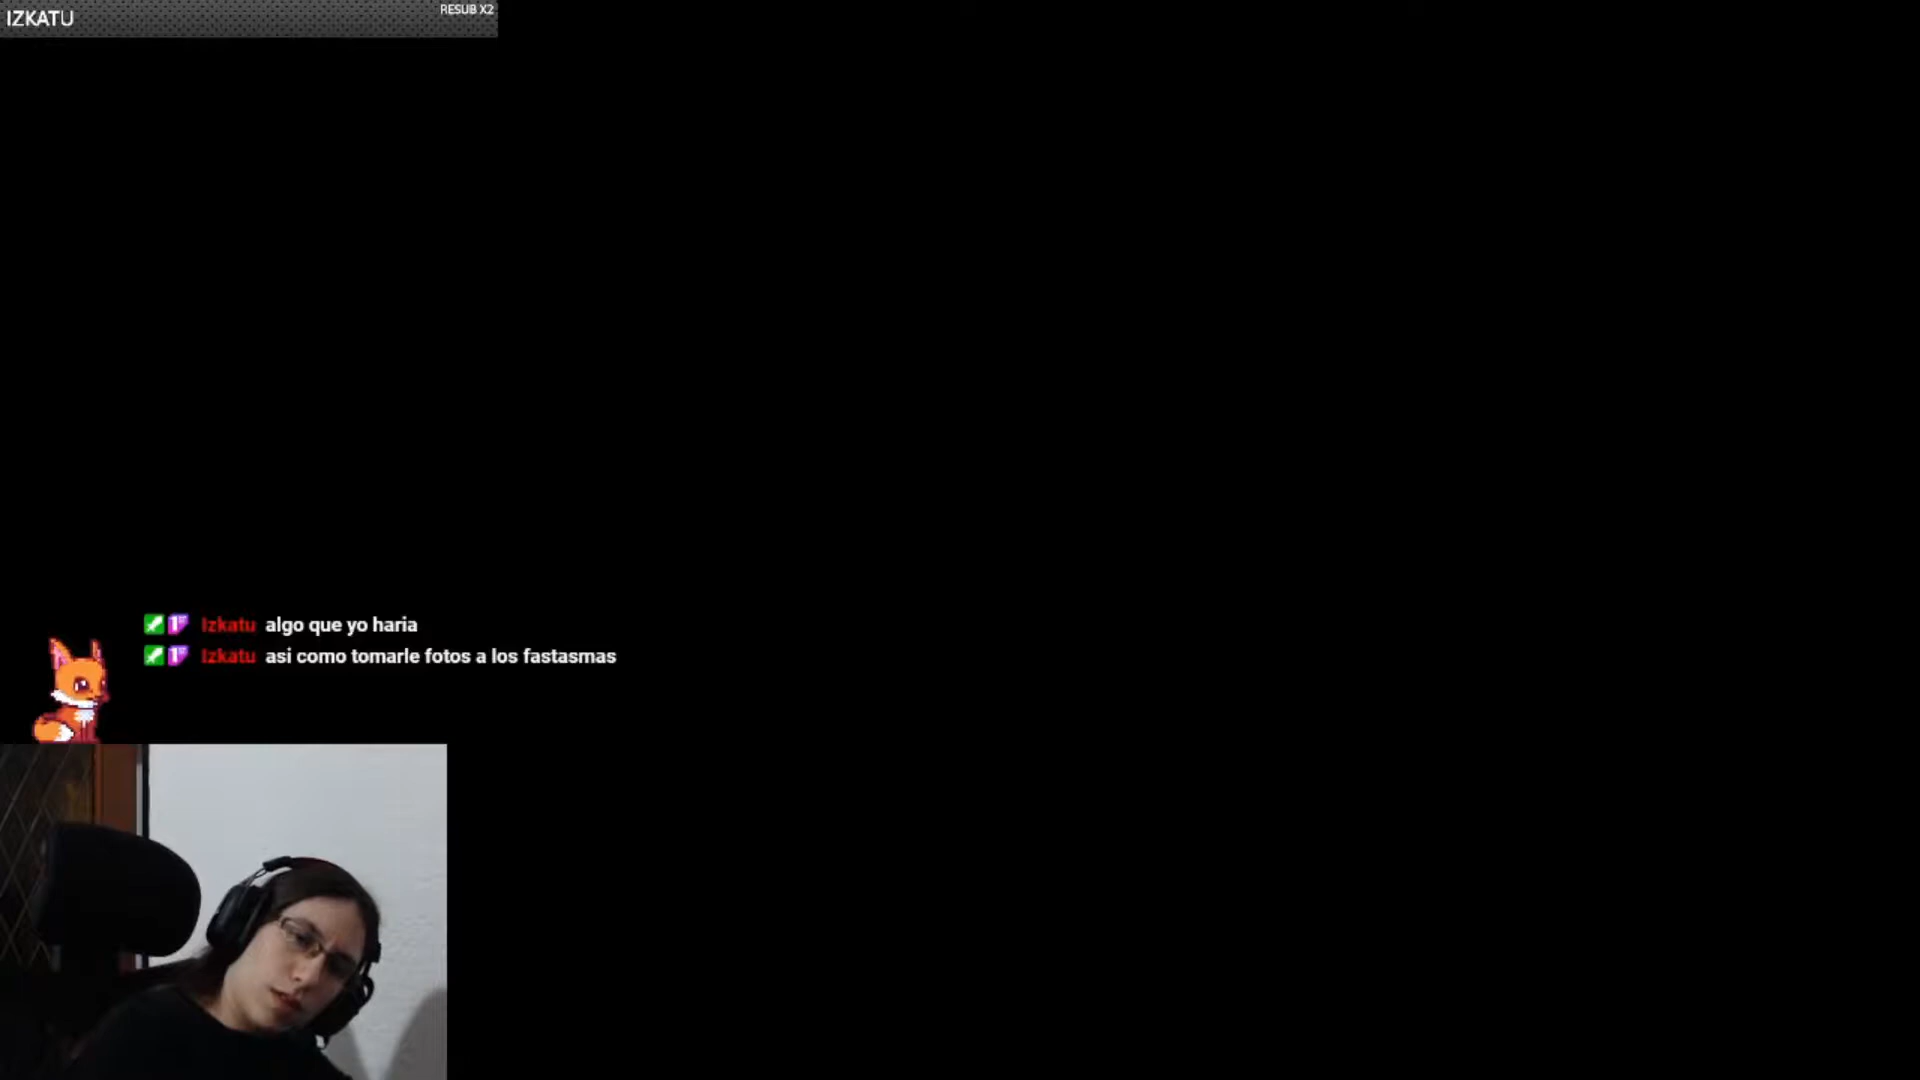 IZKATU
RESUB X2
Izkatu algo que yo haria
Izkatu asi como tomarle fotos a los fastasmas